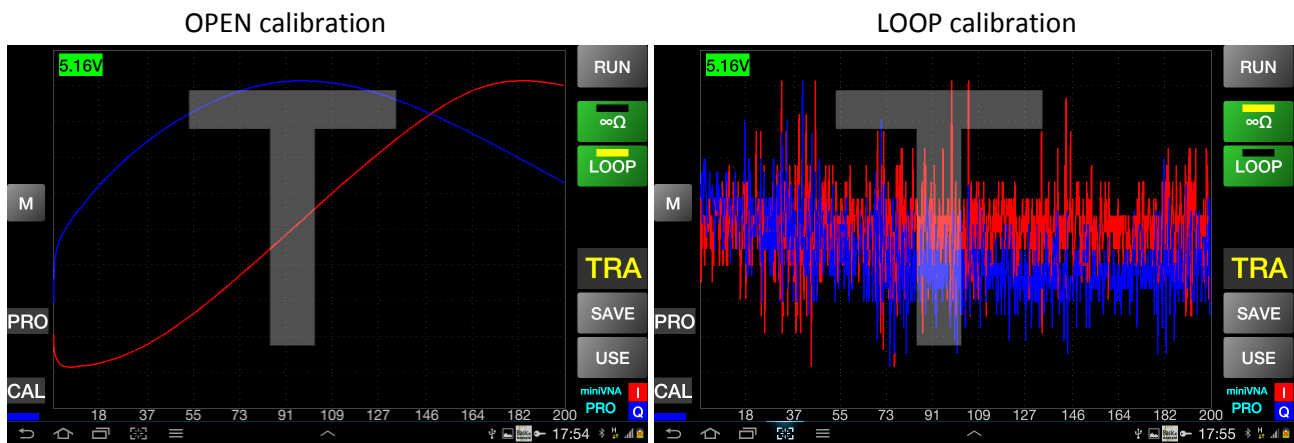 OPEN calibration
LOOP calibration
5.16V
RUN
∞Ω
LOOP
M
T
TRA
PRO
SAVE
USE
CAL
miniVNA I
PRO Q
18 37 55 73 91 109 127 146 164 182 200
17:54
5.16V
RUN
∞Ω
LOOP
M
T
TRA
PRO
SAVE
USE
CAL
miniVNA I
PRO Q
18 37 55 73 91 109 127 146 164 182 200
17:55